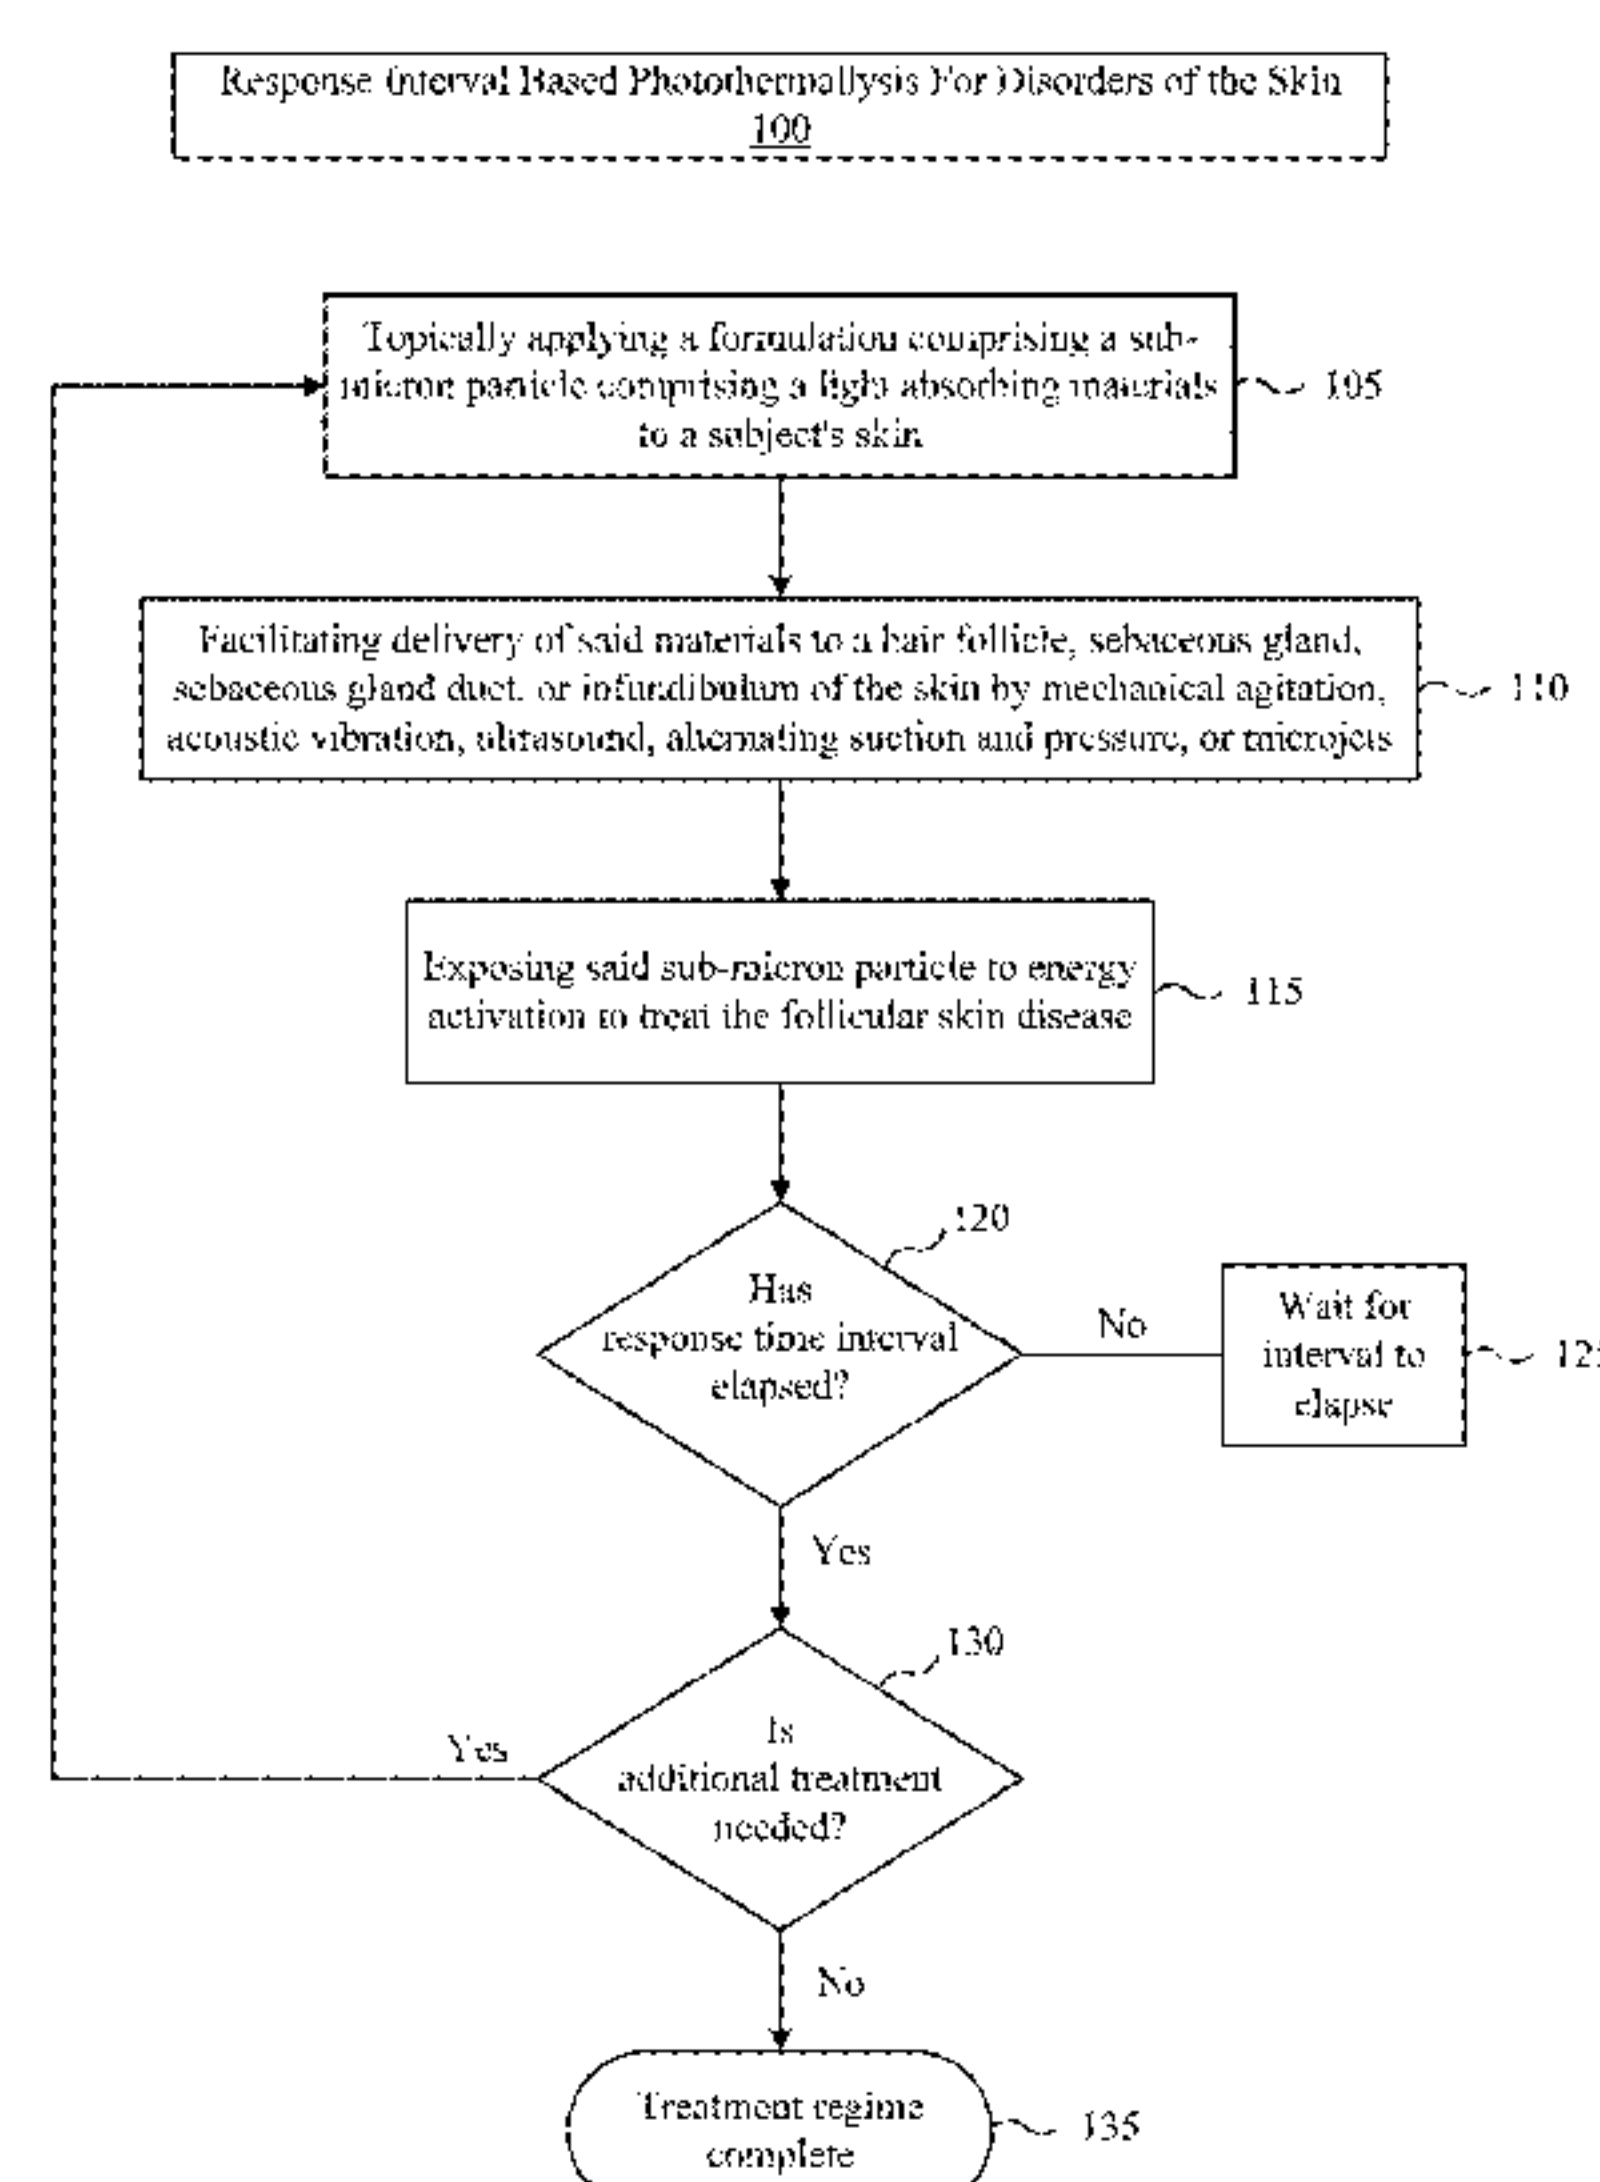 Response Interval Based Photothermallysis For Disorders of the Skin
100
Topically applying a formulation comprising a sub-
micron particle comprising a light absorbing materials
to a subject's skin
105
Facilitating delivery of said materials to a hair follicle, sebaceous gland,
sebaceous gland duct, or infundibulum of the skin by mechanical agitation,
acoustic vibration, ultrasound, alternating suction and pressure, or microjets
110
Exposing said sub-micron particle to energy
activation to treat the follicular skin disease
115
120
Has
response time interval
elapsed?
No
Wait for
interval to
elapse
125
Yes
130
Is
additional treatment
needed?
Yes
No
Treatment regime
complete
135